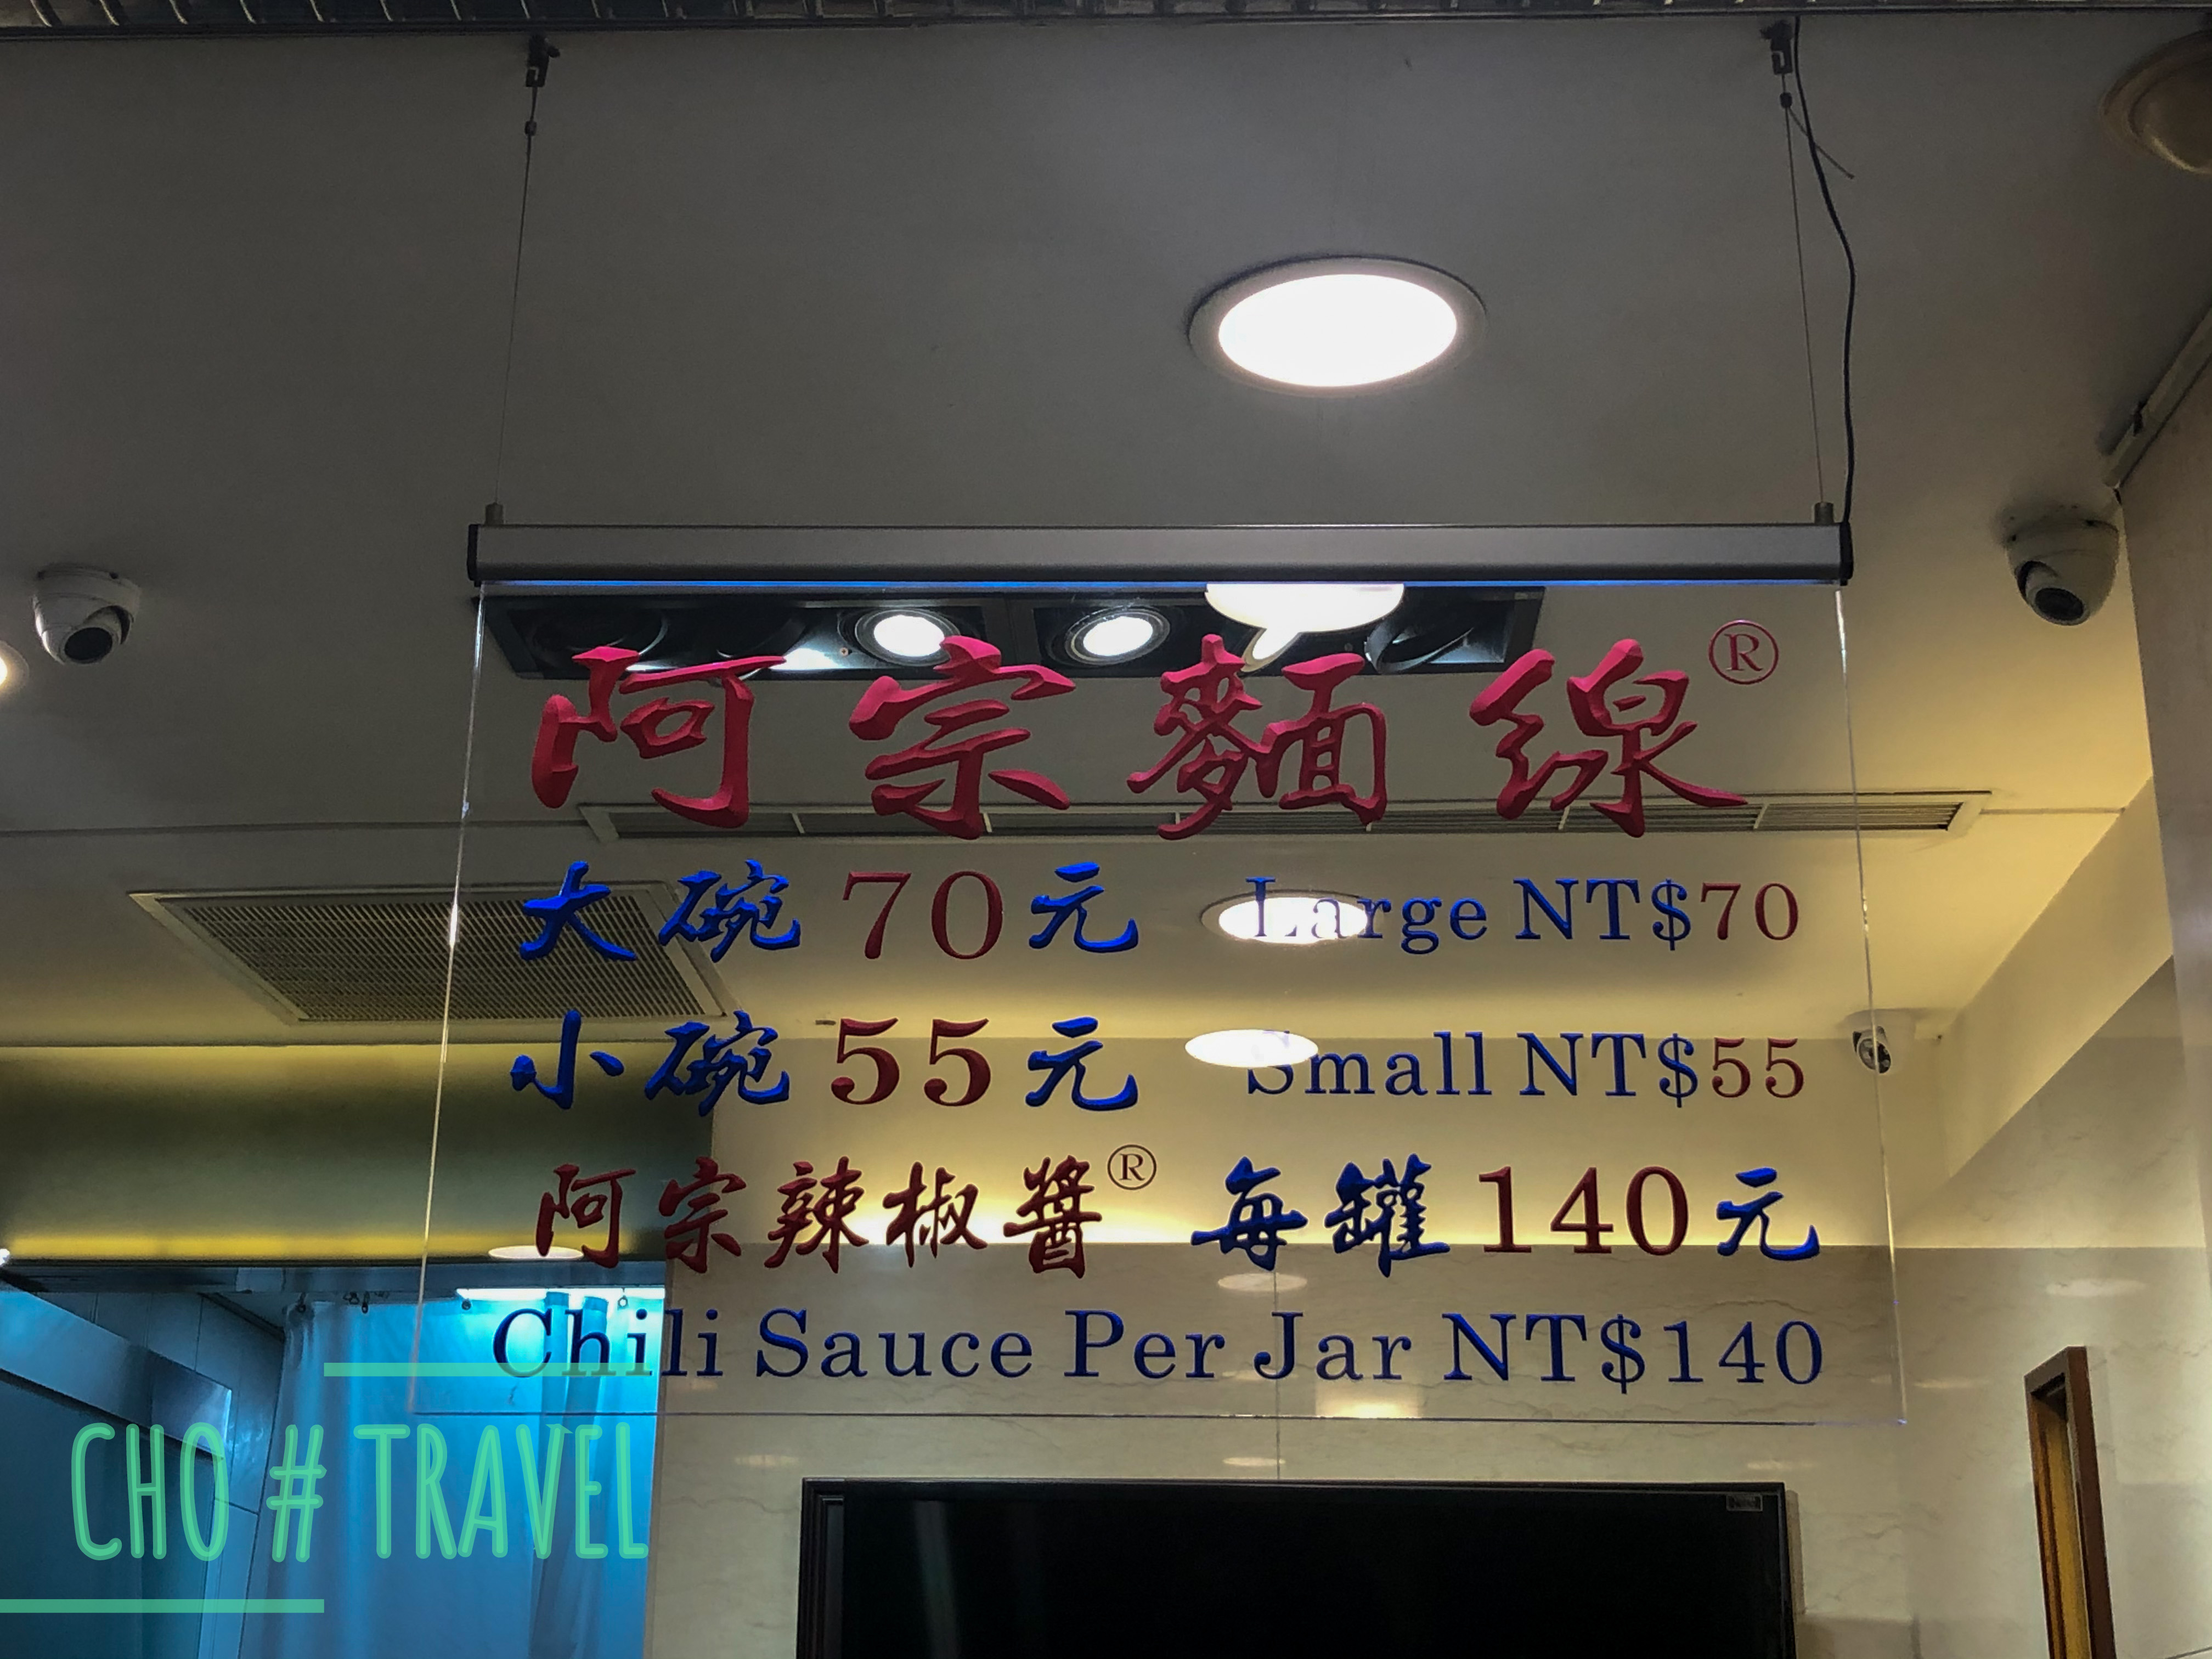 阿宗麵線®
大碗 70元 Large NT$70
小碗 55元 Small NT$55
阿宗辣椒醬® 每罐 140元
Chili Sauce Per Jar NT$140
CHO # TRAVEL